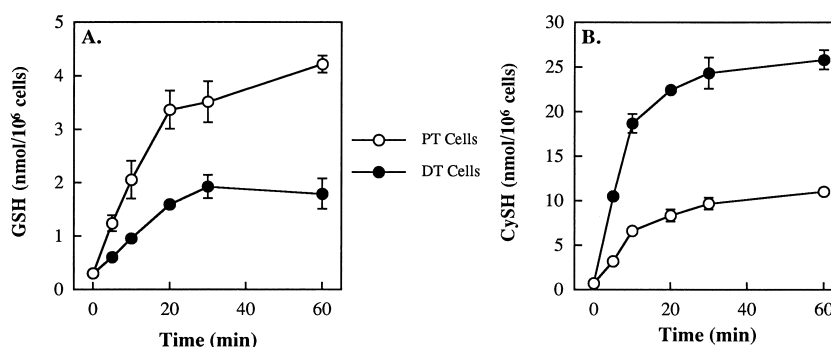 A.
GSH (nmol/10⁶ cells)
5
4
3
2
1
0
0 20 40 60
Time (min)
PT Cells
DT Cells
B.
CySH (nmol/10⁶ cells)
30
25
20
15
10
5
0
0 20 40 60
Time (min)